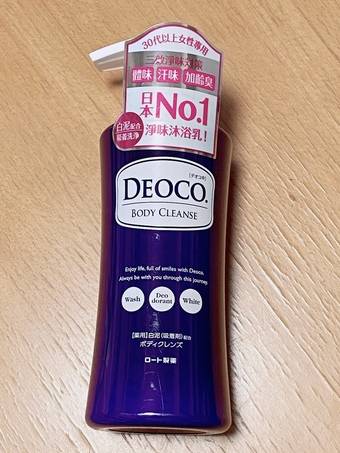 30代以上女性專用
三效淨味對策
體味 汗味 加齡臭
日本No.1
白泥配合
吸着洗浄
淨味沐浴乳!
[デオコ®]
DEOCO.
BODY CLEANSE
Enjoy life, full of smiles with Deoco.
Always be with you through this journey.
Wash
Deo
dorant
White
【薬用】白泥(吸着剤)配合
ボディクレンズ
ロート製薬